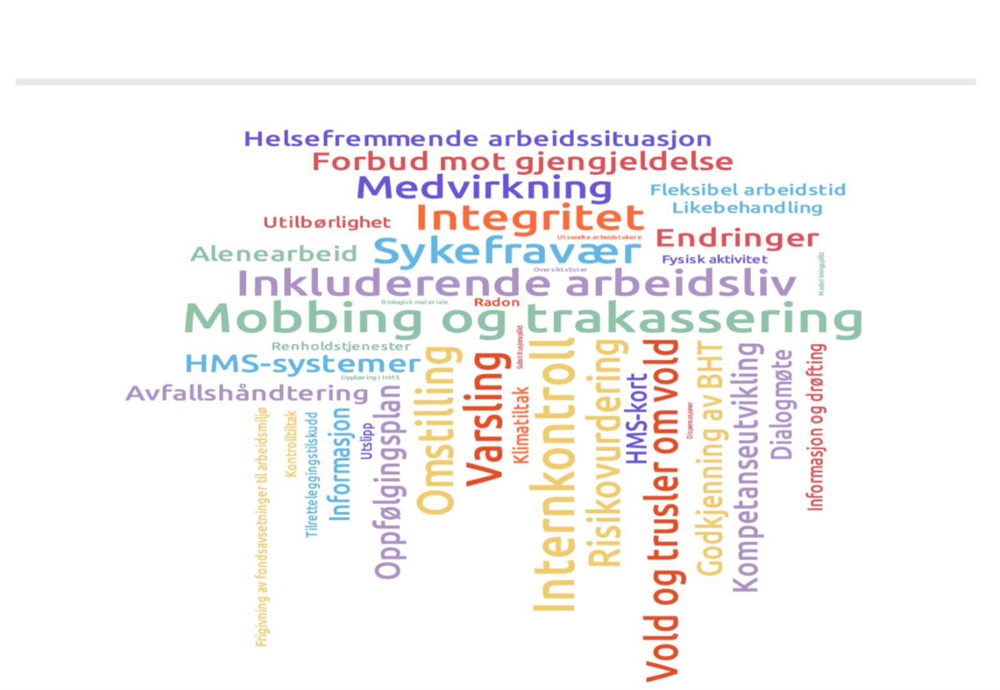 Helsefremmende arbeidssituasjon
Forbud mot gjengjeldelse
Medvirkning
Fleksibel arbeidstid
Likebehandling
Utilbørlighet
Integritet
Utsendte arbeidstakere
Endringer
Alenearbeid
Sykefravær
Fysisk aktivitet
Oversiktslister
Medvirkningsplikt
Inkluderende arbeidsliv
Biologisk materiale
Radon
Mobbing og trakassering
Renholdstjenester
HMS-systemer
Opplæring i HMS
Avfallshåndtering
Frigivning av fondsavsetninger til arbeidsmiljø
Kontrolltiltak
Tilretteleggingstilskudd
Informasjon
Utslipp
Oppfølgingsplan
Omstilling
Varsling
Klimatiltak
Substitusjonsplikt
Internkontroll
Risikovurdering
HMS-kort
Vold og trusler om vold
Dispensasjoner
Godkjenning av BHT
Kompetanseutvikling
Dialogmøte
Informasjon og drøfting